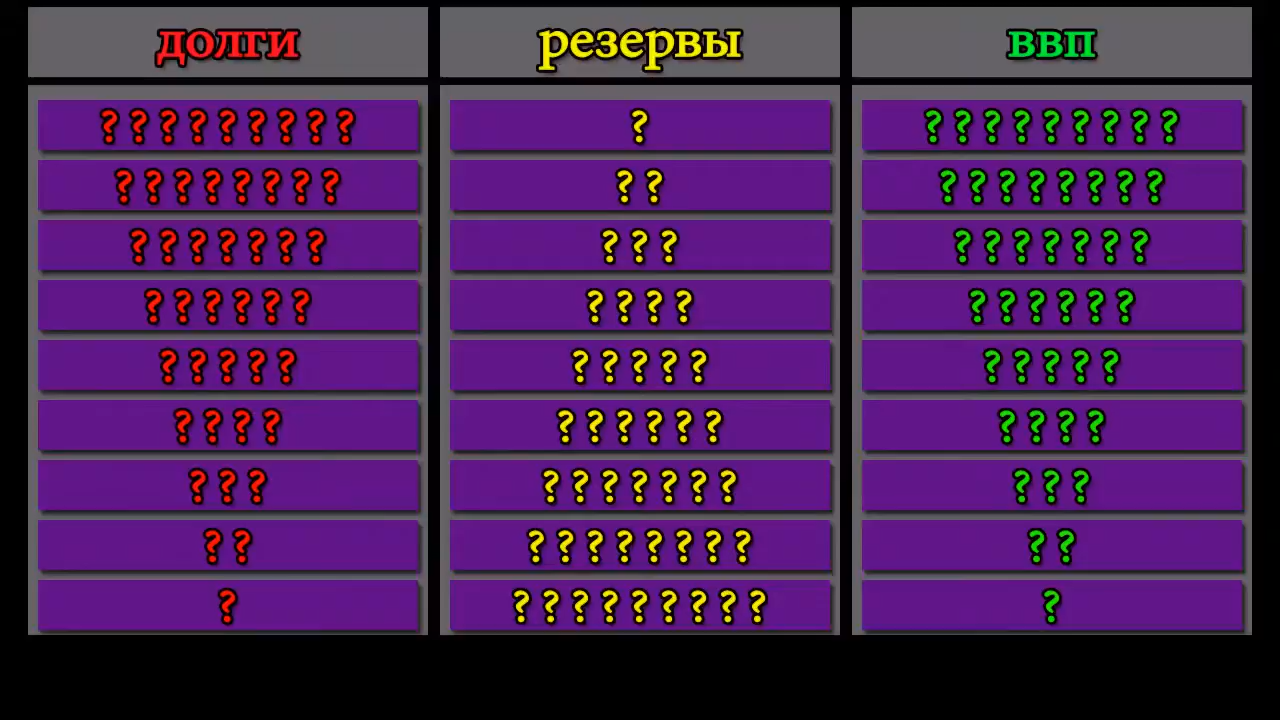 долги резервы ввп
? ? ? ? ? ? ? ? ? ? ? ? ? ? ? ? ? ? ?
? ? ? ? ? ? ? ? ? ? ? ? ? ? ? ? ? ?
? ? ? ? ? ? ? ? ? ? ? ? ? ? ? ? ?
? ? ? ? ? ? ? ? ? ? ? ? ? ? ? ?
? ? ? ? ? ? ? ? ? ? ? ? ? ? ?
? ? ? ? ? ? ? ? ? ? ? ? ? ?
? ? ? ? ? ? ? ? ? ? ? ? ?
? ? ? ? ? ? ? ? ? ? ? ?
? ? ? ? ? ? ? ? ? ? ?